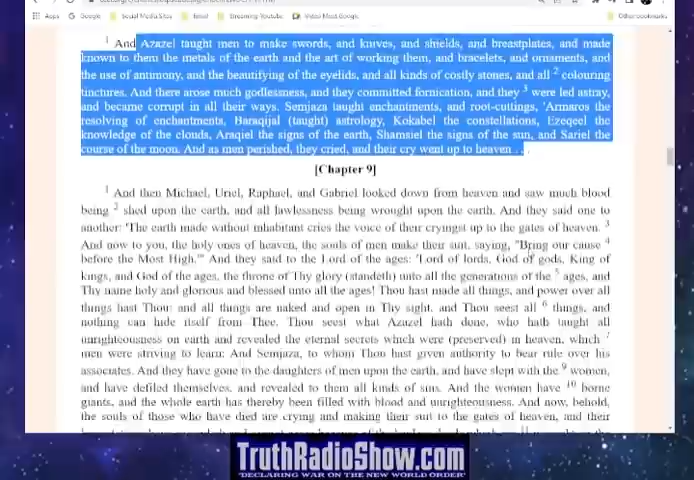 Apps
Google
Social Media Sites
Email
Streaming Youtube
Video Most Google
Other bookmarks
1 And Azazel taught men to make swords, and knives, and shields, and breastplates, and made
known to them the metals of the earth and the art of working them, and bracelets, and ornaments, and
the use of antimony, and the beautifying of the eyelids, and all kinds of costly stones, and all 2 colouring
tinctures. And there arose much godlessness, and they committed fornication, and they 3 were led astray,
and became corrupt in all their ways. Semjaza taught enchantments, and root-cuttings, 'Armaros the
resolving of enchantments, Baraqijal (taught) astrology, Kokabel the constellations, Ezeqeel the
knowledge of the clouds, Araqiel the signs of the earth, Shamsiel the signs of the sun, and Sariel the
course of the moon. And as men perished, they cried, and their cry went up to heaven . . .
[Chapter 9]
1 And then Michael, Uriel, Raphael, and Gabriel looked down from heaven and saw much blood
being 2 shed upon the earth, and all lawlessness being wrought upon the earth. And they said one to
another: 'The earth made without inhabitant cries the voice of their cryingst up to the gates of heaven. 3
And now to you, the holy ones of heaven, the souls of men make their suit, saying, "Bring our cause 4
before the Most High."' And they said to the Lord of the ages: 'Lord of lords, God of gods, King of
kings, and God of the ages, the throne of Thy glory (standeth) unto all the generations of the 5 ages, and
Thy name holy and glorious and blessed unto all the ages! Thou hast made all things, and power over all
things hast Thou: and all things are naked and open in Thy sight, and Thou seest all 6 things, and
nothing can hide itself from Thee. Thou seest what Azazel hath done, who hath taught all
unrighteousness on earth and revealed the eternal secrets which were (preserved) in heaven, which 7
men were striving to learn: And Semjaza, to whom Thou hast given authority to bear rule over his
associates. And they have gone to the daughters of men upon the earth, and have slept with the 9 women,
and have defiled themselves, and revealed to them all kinds of sins. And the women have 10 borne
giants, and the whole earth has thereby been filled with blood and unrighteousness. And now, behold,
the souls of those who have died are crying and making their suit to the gates of heaven, and their
TruthRadioShow.com
"DECLARING WAR ON THE NEW WORLD ORDER"